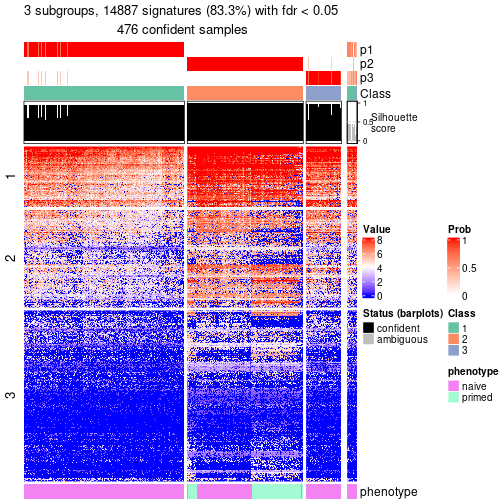 3 subgroups, 14887 signatures (83.3%) with fdr < 0.05
476 confident samples
p1
p2
p3
Class
1
0.5
0
Silhouette
score
1
2
3
Value
8
6
4
2
0
Prob
1
0.5
0
Status (barplots)
confident
ambiguous
Class
1
2
3
phenotype
naive
primed
phenotype